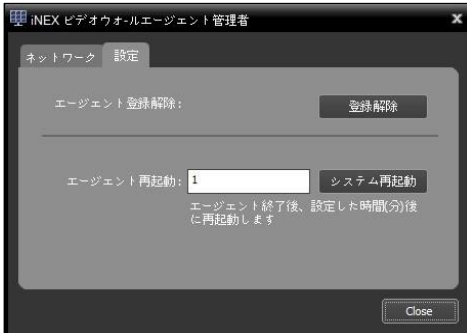 iNEX ビデオウォールエージェント管理者
ネットワーク 設定
エージェント登録解除: 登録解除
エージェント再起動: 1 システム再起動
エージェント終了後、設定した時間(分)後
に再起動します
Close